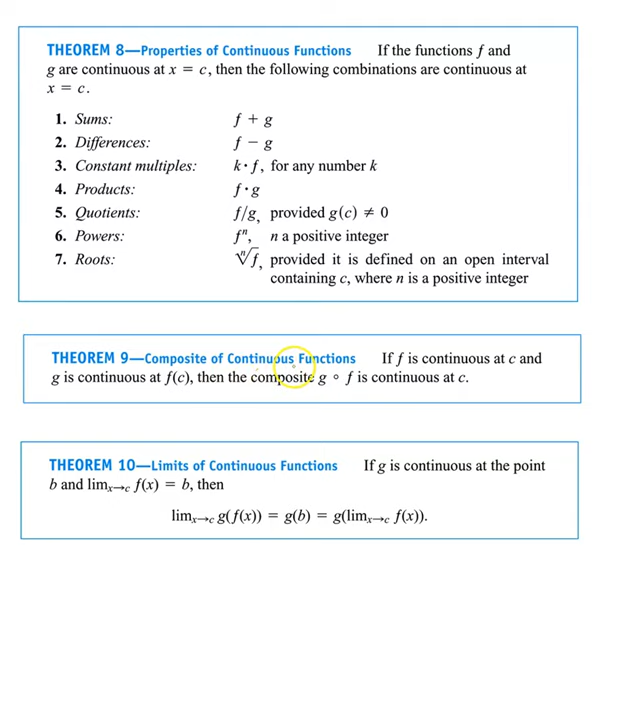 THEOREM 8—Properties of Continuous Functions If the functions f and
g are continuous at x = c, then the following combinations are continuous at
x = c.
1. Sums: f + g
2. Differences: f − g
3. Constant multiples: k · f, for any number k
4. Products: f · g
5. Quotients: f/g, provided g(c) ≠ 0
6. Powers: fⁿ, n a positive integer
7. Roots: ⁿ√f, provided it is defined on an open interval
containing c, where n is a positive integer
THEOREM 9—Composite of Continuous Functions If f is continuous at c and
g is continuous at f(c), then the composite g ∘ f is continuous at c.
THEOREM 10—Limits of Continuous Functions If g is continuous at the point
b and limₓ→c f(x) = b, then
limₓ→c g(f(x)) = g(b) = g(limₓ→c f(x)).